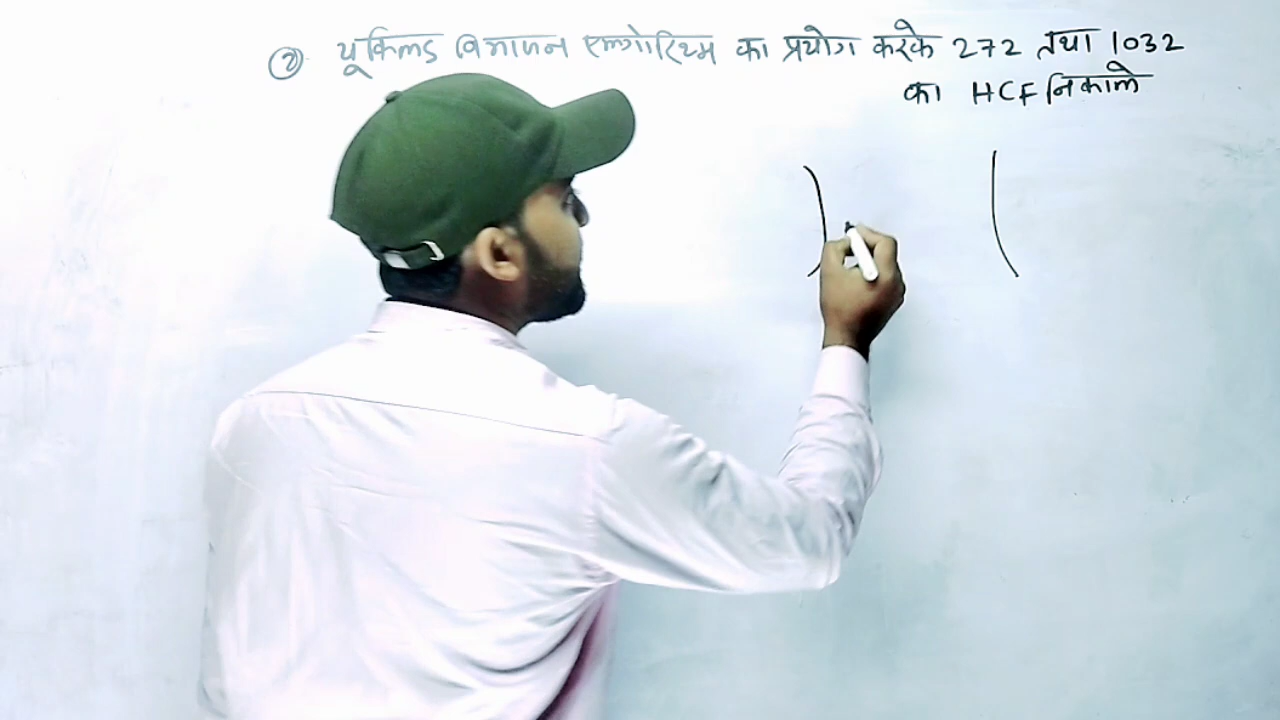 ② यूक्लिड विभाजन एल्गोरिथ्म का प्रयोग करके 272 तथा 1032
का HCF निकाले